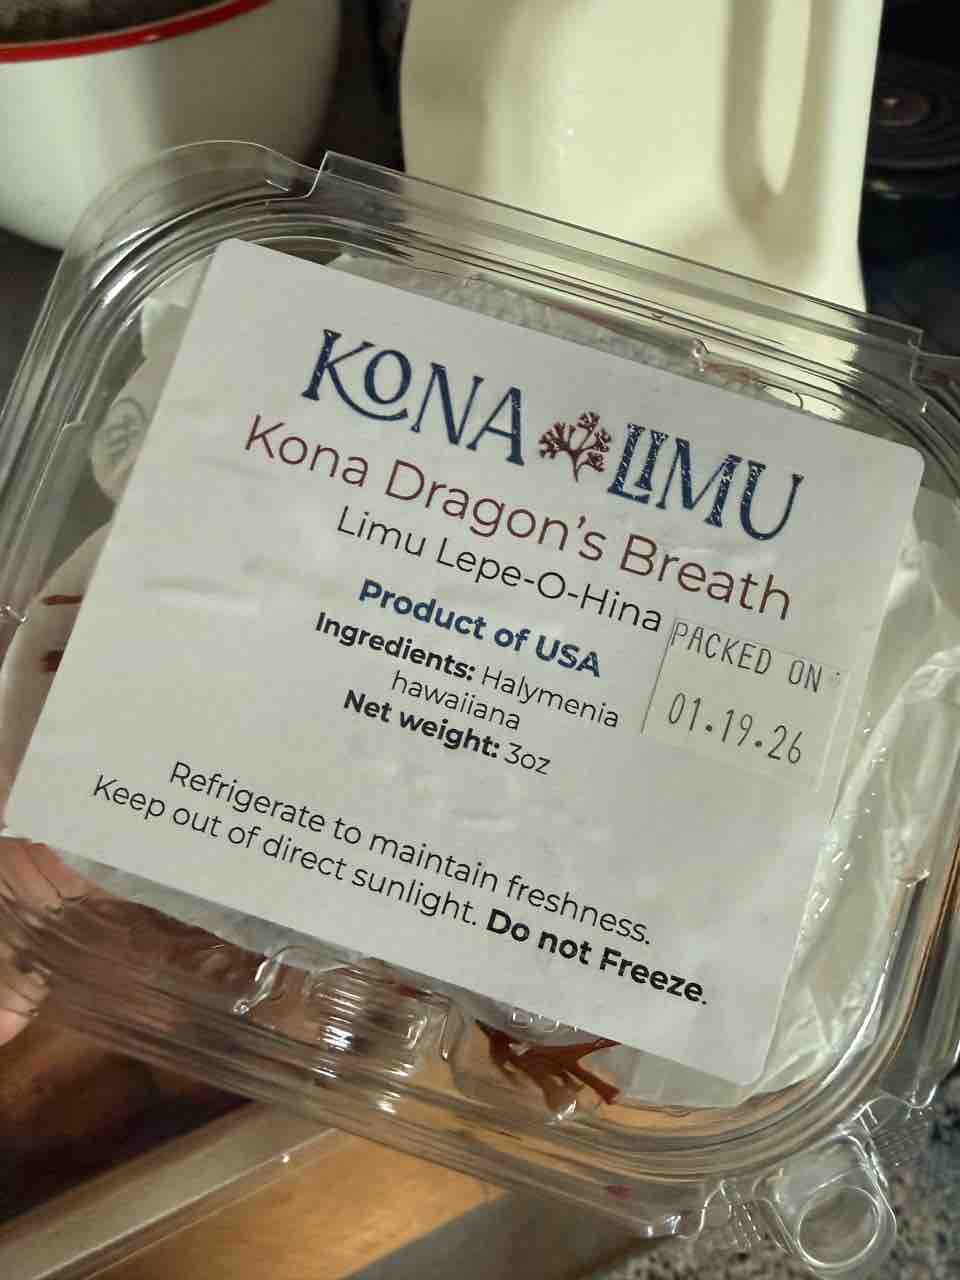 KONA LIMU
Kona Dragon's Breath
Limu Lepe-O-Hina
Product of USA
Ingredients: Halymenia
hawaiiana
Net weight: 3oz
PACKED ON
01.19.26
Refrigerate to maintain freshness.
Keep out of direct sunlight. Do not Freeze.